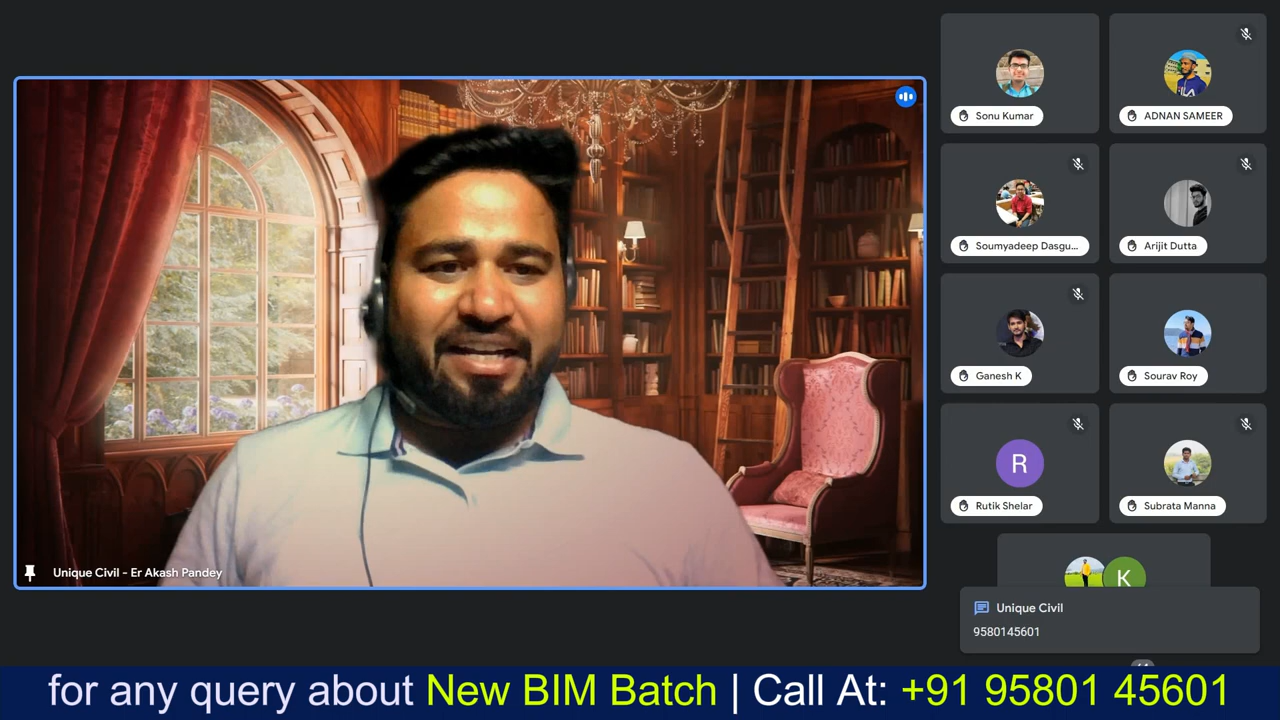 Sonu Kumar
ADNAN SAMEER
Soumyadeep Dasgu...
Arijit Dutta
Ganesh K
Sourav Roy
R
Rutik Shelar
Subrata Manna
K
Unique Civil - Er Akash Pandey
Unique Civil
9580145601
for any query about New BIM Batch | Call At: +91 95801 45601